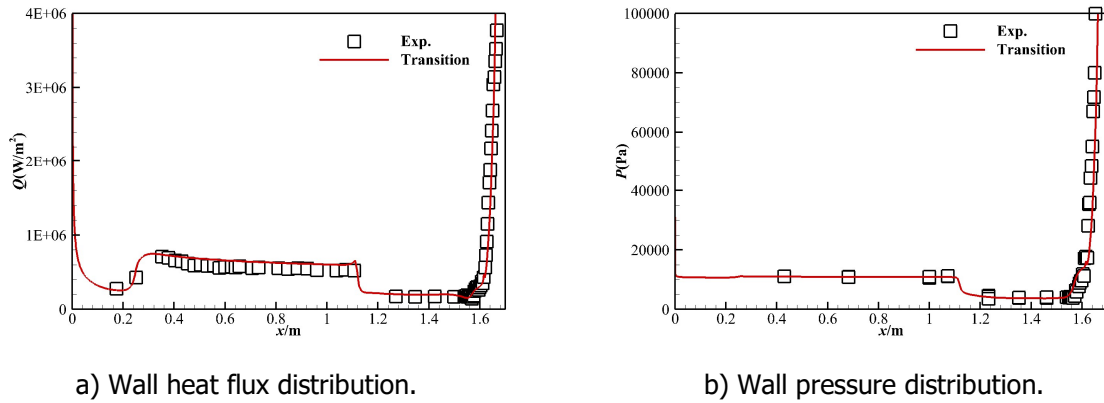 4E+06
3E+06
2E+06
1E+06
0
Q(W/m²)
Exp.
Transition
0 0.2 0.4 0.6 0.8 1 1.2 1.4 1.6
x/m
a) Wall heat flux distribution.
100000
80000
60000
40000
20000
0
P(Pa)
Exp.
Transition
0 0.2 0.4 0.6 0.8 1 1.2 1.4 1.6
x/m
b) Wall pressure distribution.